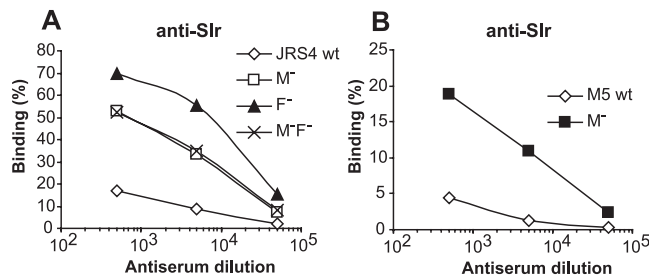 A
anti-Slr
Binding (%)
80
70
60
50
40
30
20
10
0
10²
10³
10⁴
10⁵
Antiserum dilution
JRS4 wt
M⁻
F⁻
M⁻F⁻
B
anti-Slr
Binding (%)
25
20
15
10
5
0
10²
10³
10⁴
10⁵
Antiserum dilution
M5 wt
M⁻